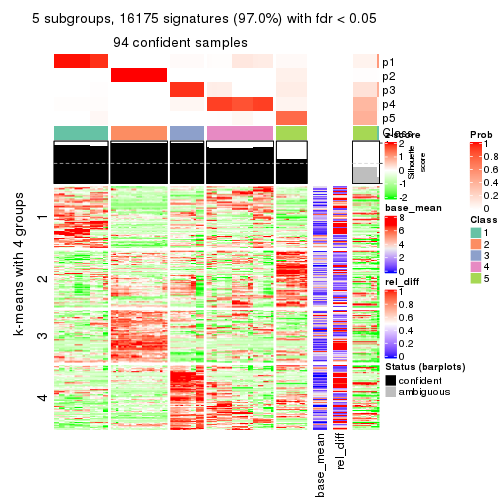 5 subgroups, 16175 signatures (97.0%) with fdr < 0.05
94 confident samples
p1
p2
p3
p4
p5
Class
Silhouette
score
k-means with 4 groups
1
2
3
4
base_mean
rel_diff
z-score
2
1
0
-1
-2
base_mean
8
6
4
2
0
rel_diff
1
0.8
0.6
0.4
0.2
0
Status (barplots)
confident
ambiguous
Prob
1
0.8
0.6
0.4
0.2
0
Class
1
2
3
4
5